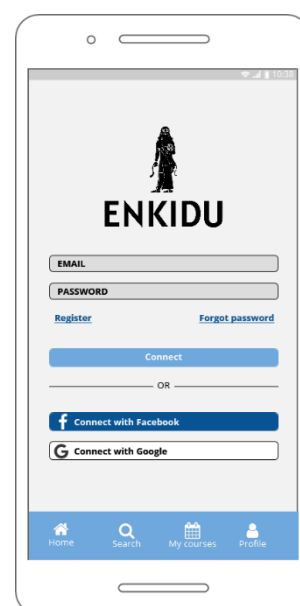 10:38
ENKIDU
EMAIL
PASSWORD
Register Forgot password
Connect
OR
f Connect with Facebook
G Connect with Google
Home Search My courses Profile